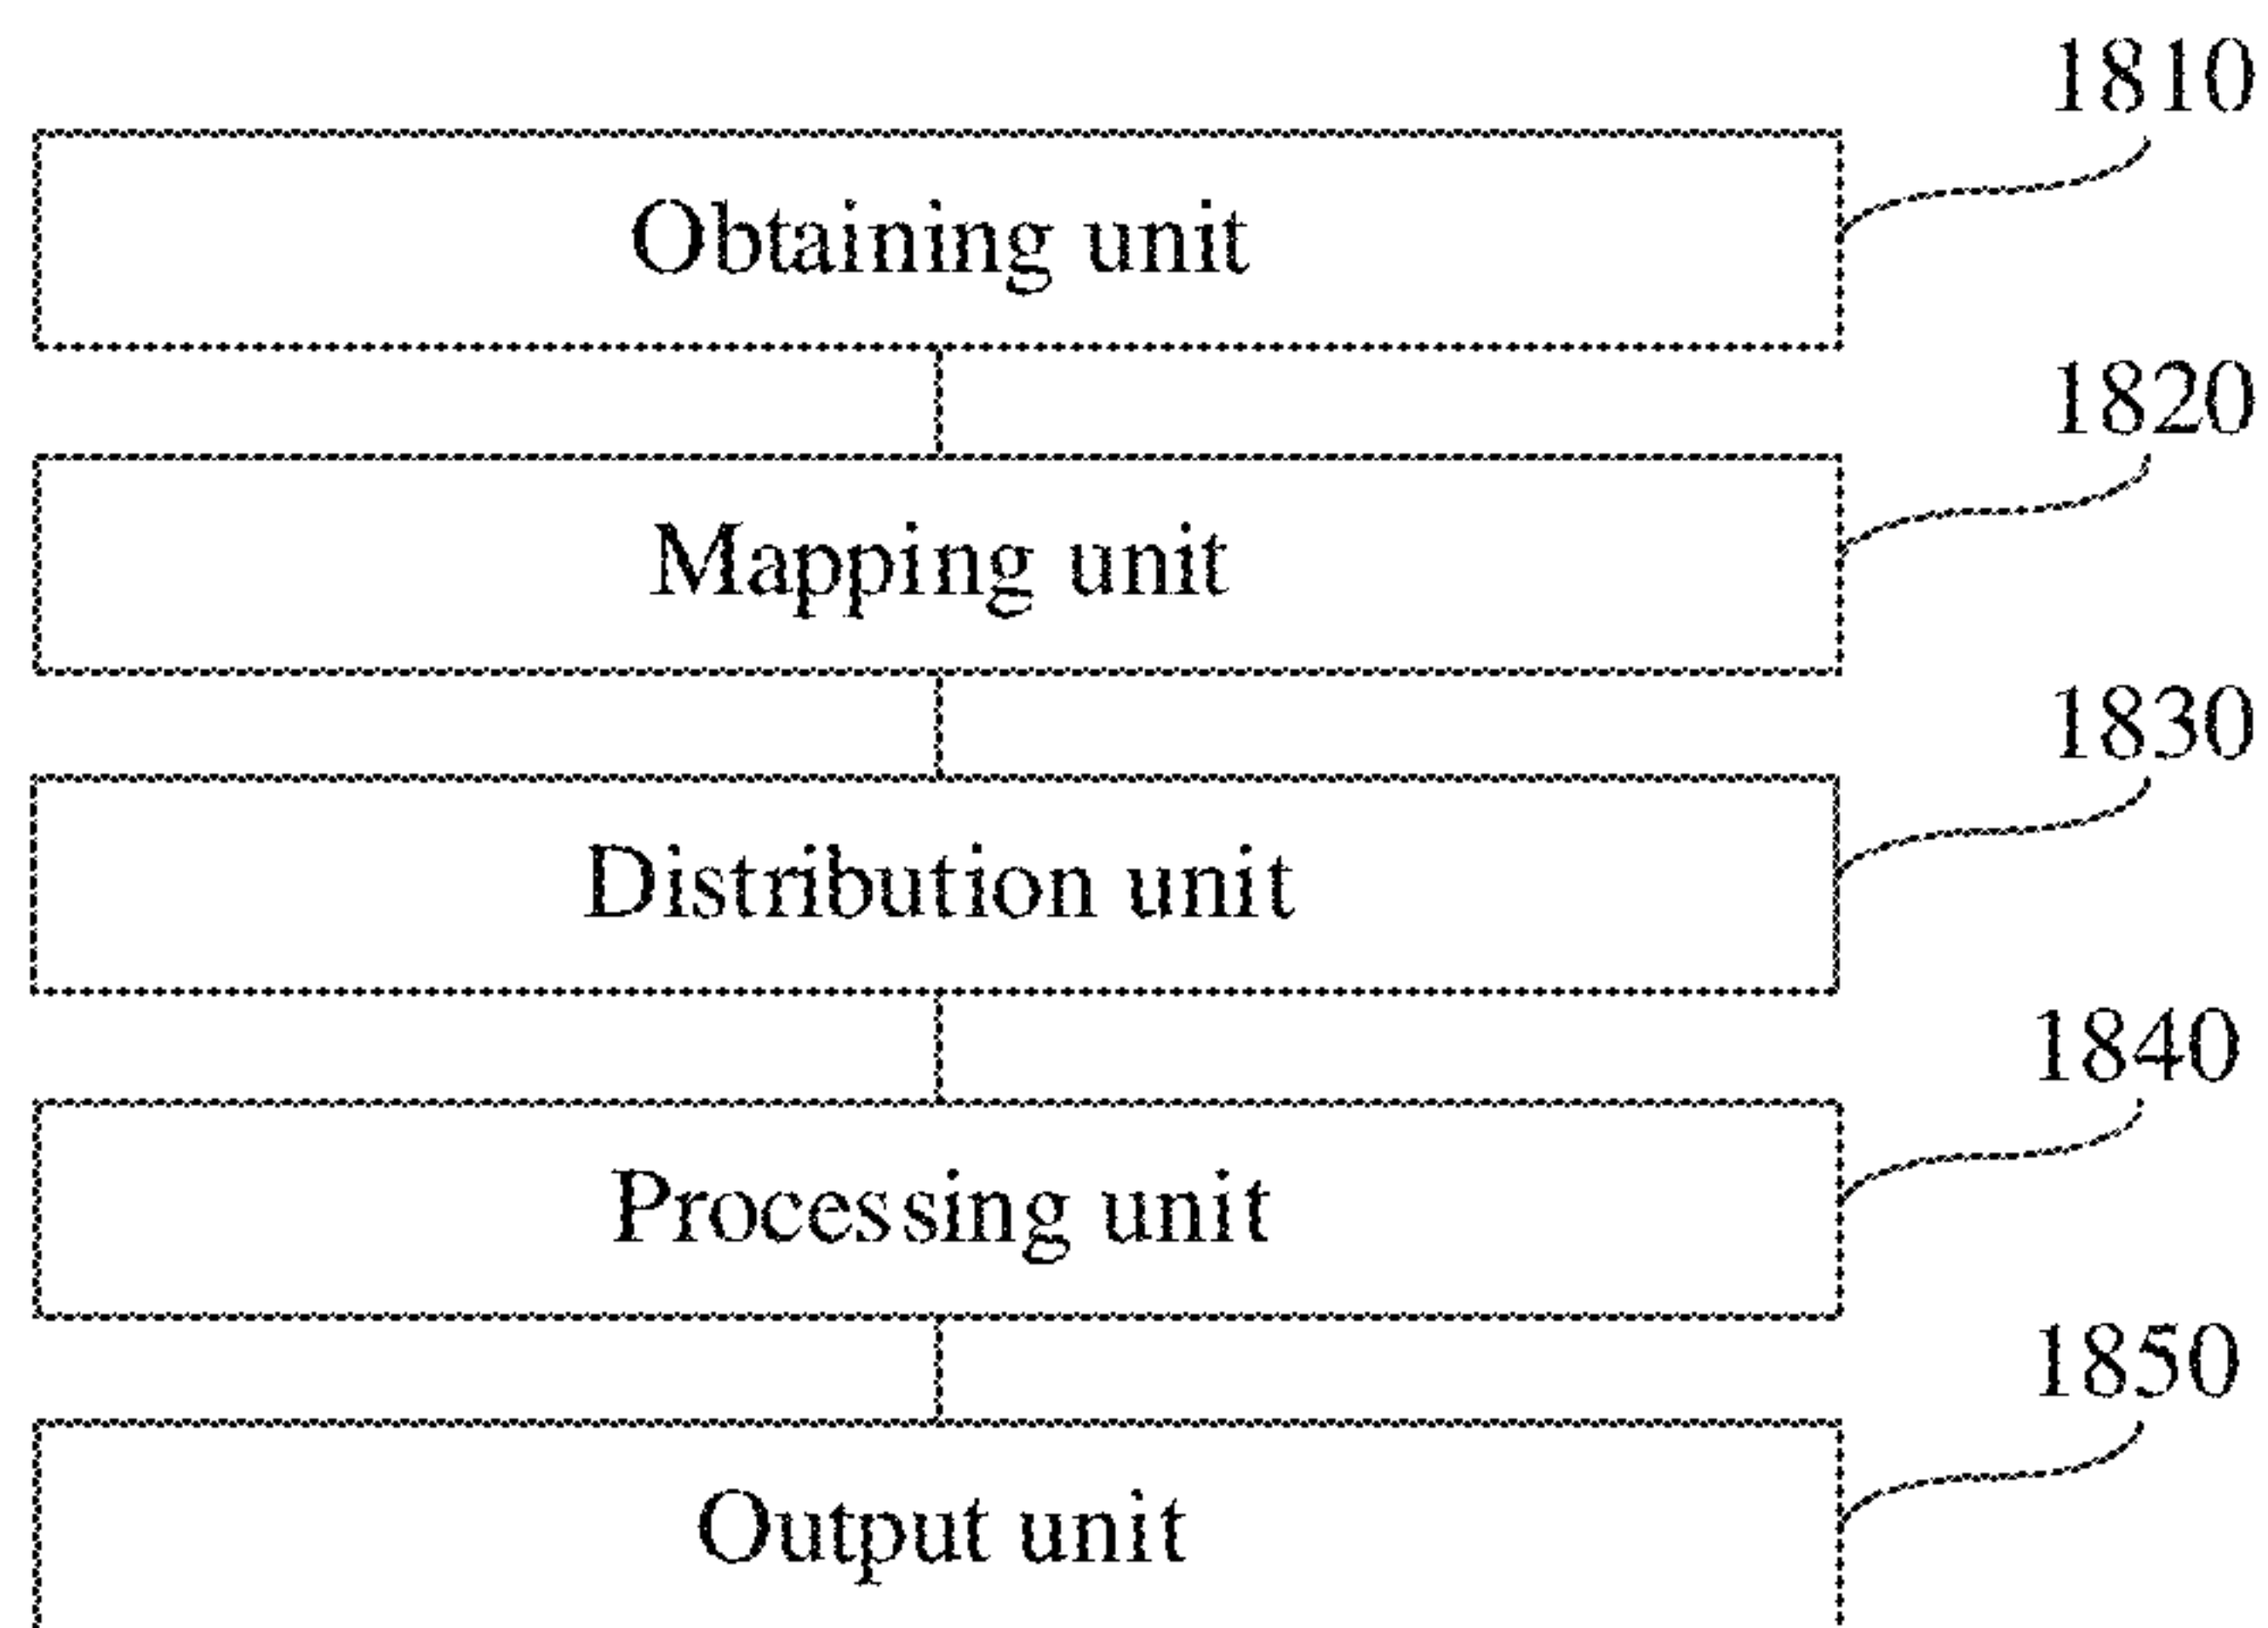 1810
Obtaining unit
1820
Mapping unit
1830
Distribution unit
1840
Processing unit
1850
Output unit